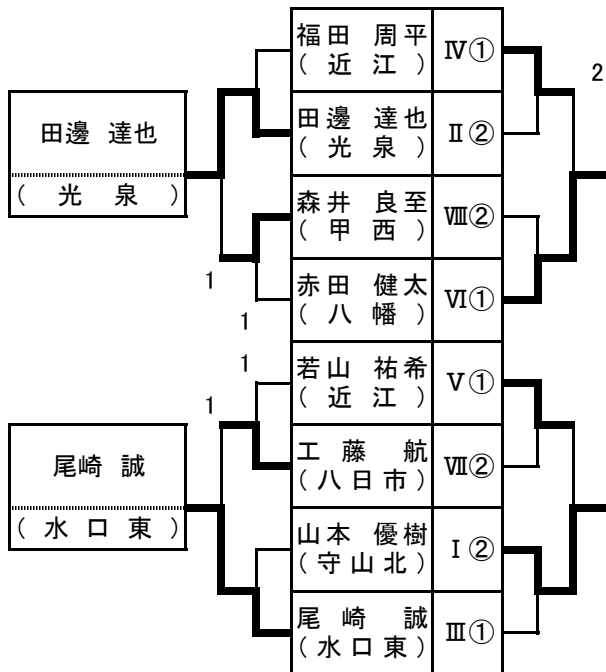 福田 周平
(近江)
Ⅳ①
2
田邊 達也
(光泉)
田邊 達也
(光泉)
Ⅱ②
森井 良至
(甲西)
Ⅷ②
1
赤田 健太
(八幡)
Ⅵ①
1
1
若山 祐希
(近江)
Ⅴ①
1
尾崎 誠
(水口東)
工藤 航
(八日市)
Ⅶ②
山本 優樹
(守山北)
Ⅰ②
尾崎 誠
(水口東)
Ⅲ①